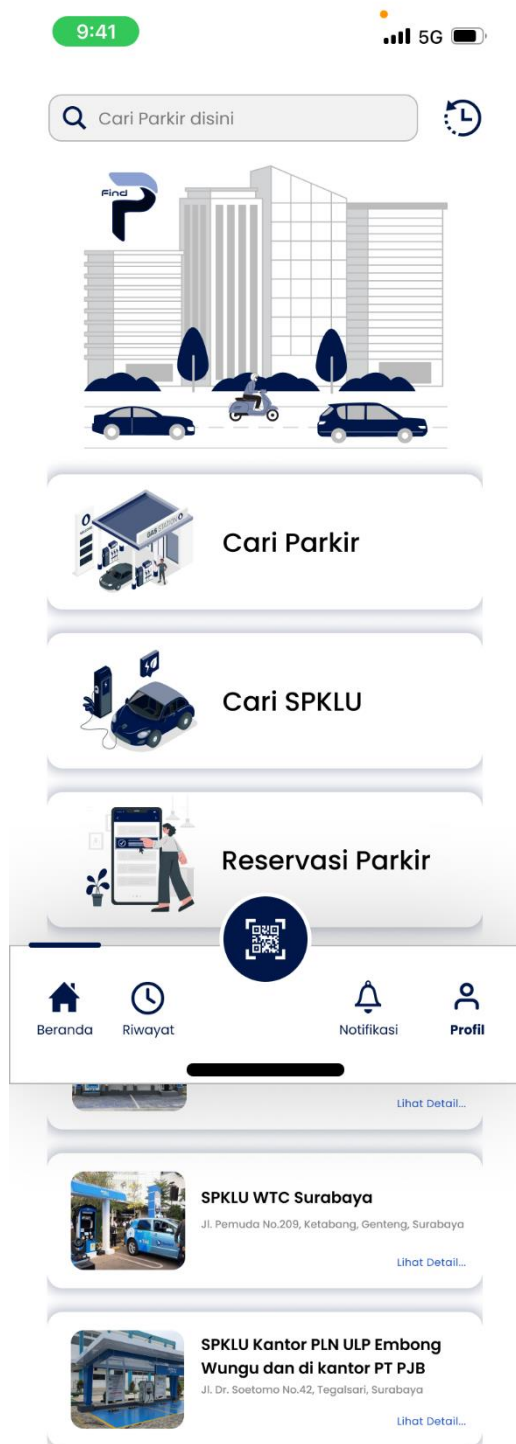 9:41
5G
Cari Parkir disini
Find
P
GAS STATION
Cari Parkir
Cari SPKLU
Reservasi Parkir
Beranda
Riwayat
Notifikasi
Profil
Lihat Detail...
SPKLU WTC Surabaya
Jl. Pemuda No.209, Ketabang, Genteng, Surabaya
Lihat Detail...
SPKLU Kantor PLN ULP Embong
Wungu dan di kantor PT PJB
Jl. Dr. Soetomo No.42, Tegalsari, Surabaya
Lihat Detail...